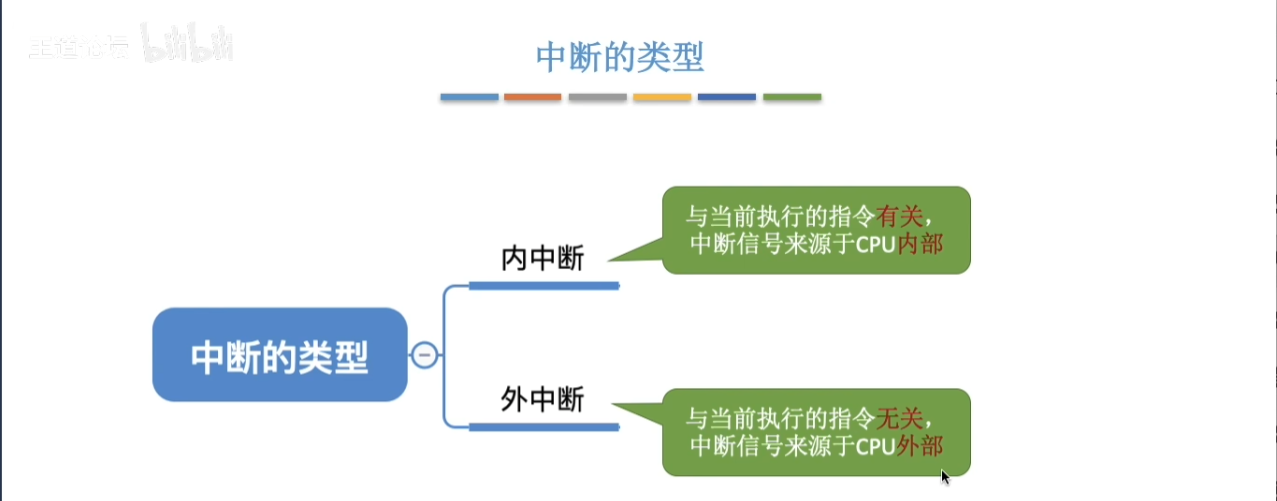 王道论坛 bilibili
中断的类型
与当前执行的指令有关，
中断信号来源于CPU内部
内中断
中断的类型
外中断
与当前执行的指令无关，
中断信号来源于CPU外部